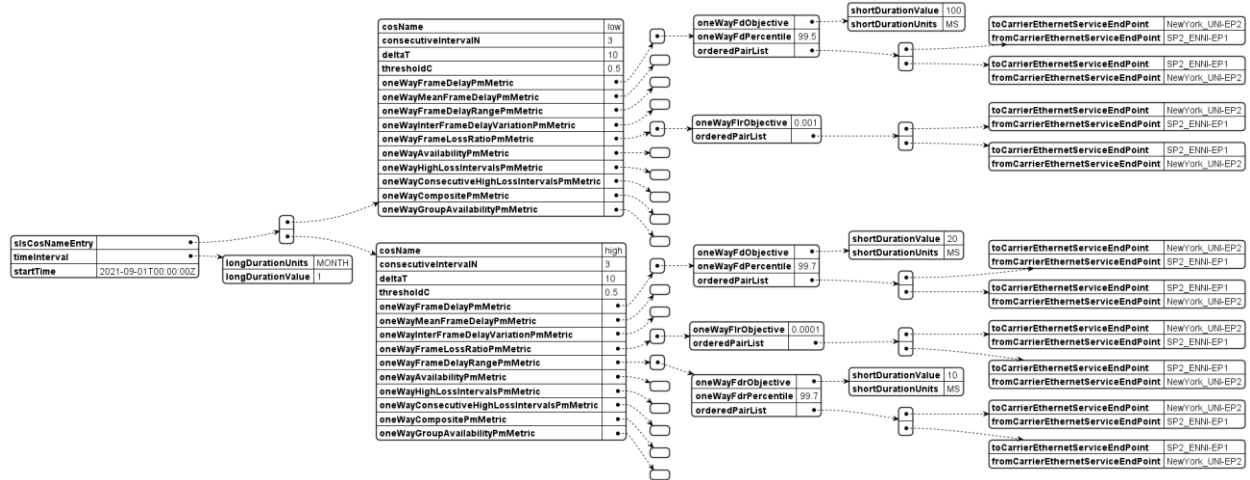 slsCosNameEntry
timeInterval
startTime 2021-09-01T00:00:00Z
longDurationUnits MONTH
longDurationValue 1
cosName low
consecutiveIntervalN 3
deltaT 10
thresholdC 0.5
oneWayFrameDelayPmMetric
oneWayMeanFrameDelayPmMetric
oneWayFrameDelayRangePmMetric
oneWayInterFrameDelayVariationPmMetric
oneWayFrameLossRatioPmMetric
oneWayAvailabilityPmMetric
oneWayHighLossIntervalsPmMetric
oneWayConsecutiveHighLossIntervalsPmMetric
oneWayCompositePmMetric
oneWayGroupAvailabilityPmMetric
oneWayFdObjective
oneWayFdPercentile 99.5
orderedPairList
shortDurationValue 100
shortDurationUnits MS
toCarrierEthernetServiceEndPoint NewYork_UNI-EP2
fromCarrierEthernetServiceEndPoint SP2_ENNI-EP1
toCarrierEthernetServiceEndPoint SP2_ENNI-EP1
fromCarrierEthernetServiceEndPoint NewYork_UNI-EP2
oneWayFlrObjective 0.001
orderedPairList
toCarrierEthernetServiceEndPoint NewYork_UNI-EP2
fromCarrierEthernetServiceEndPoint SP2_ENNI-EP1
toCarrierEthernetServiceEndPoint SP2_ENNI-EP1
fromCarrierEthernetServiceEndPoint NewYork_UNI-EP2
cosName high
consecutiveIntervalN 3
deltaT 10
thresholdC 0.5
oneWayFrameDelayPmMetric
oneWayMeanFrameDelayPmMetric
oneWayInterFrameDelayVariationPmMetric
oneWayFrameLossRatioPmMetric
oneWayFrameDelayRangePmMetric
oneWayAvailabilityPmMetric
oneWayHighLossIntervalsPmMetric
oneWayConsecutiveHighLossIntervalsPmMetric
oneWayCompositePmMetric
oneWayGroupAvailabilityPmMetric
oneWayFdObjective
oneWayFdPercentile 99.7
orderedPairList
shortDurationValue 20
shortDurationUnits MS
toCarrierEthernetServiceEndPoint NewYork_UNI-EP2
fromCarrierEthernetServiceEndPoint SP2_ENNI-EP1
toCarrierEthernetServiceEndPoint SP2_ENNI-EP1
fromCarrierEthernetServiceEndPoint NewYork_UNI-EP2
oneWayFlrObjective 0.0001
orderedPairList
toCarrierEthernetServiceEndPoint NewYork_UNI-EP2
fromCarrierEthernetServiceEndPoint SP2_ENNI-EP1
toCarrierEthernetServiceEndPoint SP2_ENNI-EP1
fromCarrierEthernetServiceEndPoint NewYork_UNI-EP2
oneWayFdrObjective
oneWayFdrPercentile 99.7
orderedPairList
shortDurationValue 10
shortDurationUnits MS
toCarrierEthernetServiceEndPoint NewYork_UNI-EP2
fromCarrierEthernetServiceEndPoint SP2_ENNI-EP1
toCarrierEthernetServiceEndPoint SP2_ENNI-EP1
fromCarrierEthernetServiceEndPoint NewYork_UNI-EP2